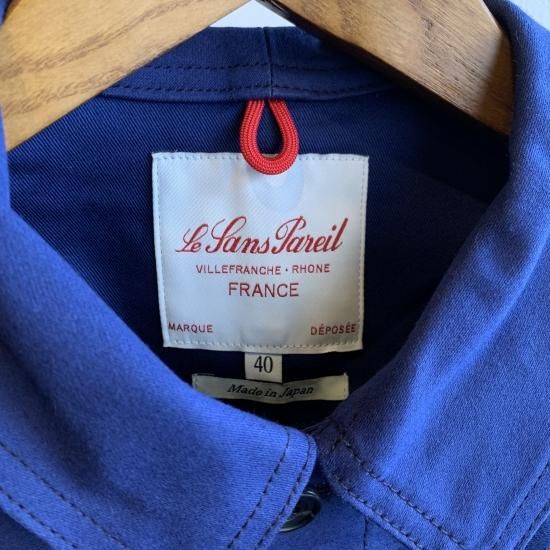 Le Sans Pareil
VILLEFRANCHE · RHONE
FRANCE
MARQUE DÉPOSÉE
40
Made in Japan